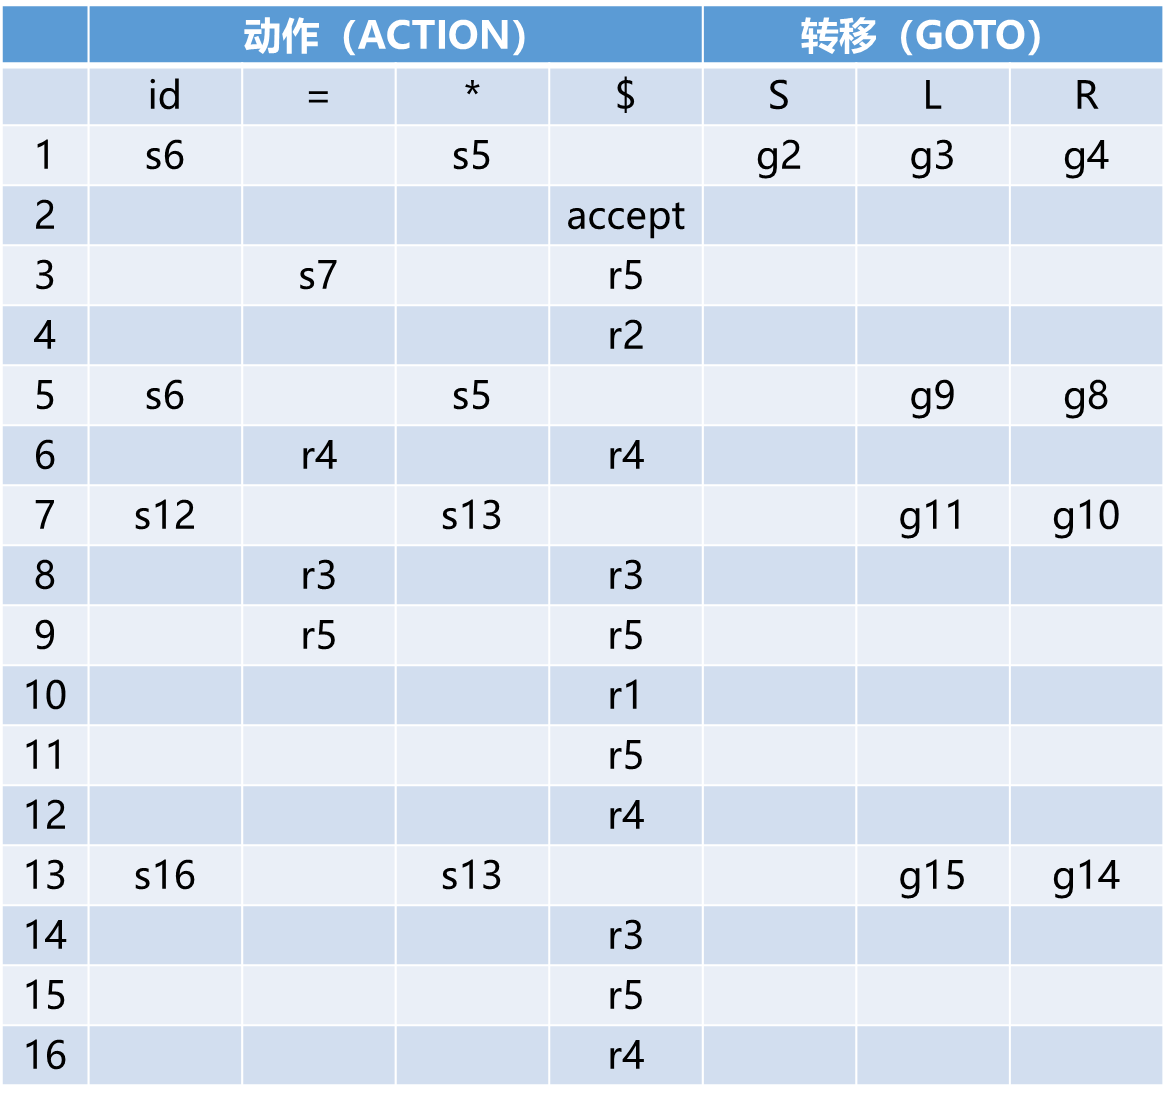 动作（ACTION） 转移（GOTO）
id = * $ S L R
1 s6 s5 g2 g3 g4
2 accept
3 s7 r5
4 r2
5 s6 s5 g9 g8
6 r4 r4
7 s12 s13 g11 g10
8 r3 r3
9 r5 r5
10 r1
11 r5
12 r4
13 s16 s13 g15 g14
14 r3
15 r5
16 r4